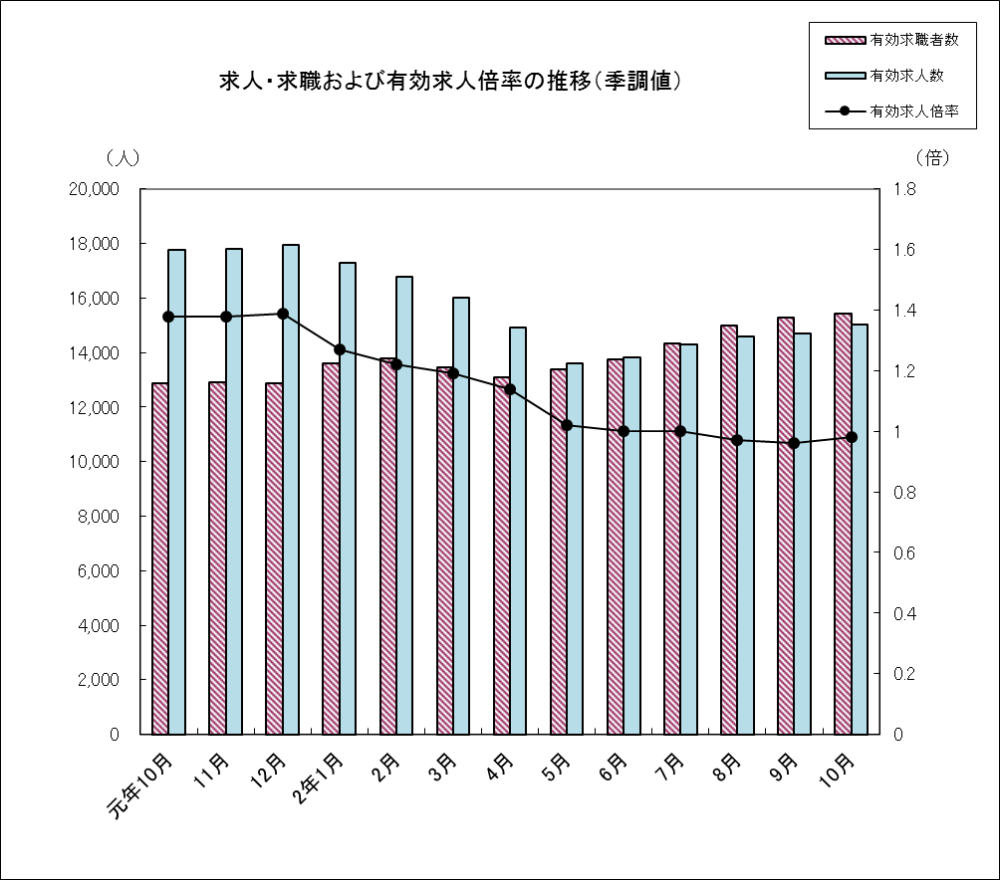 有効求職者数
有効求人数
有効求人倍率
求人・求職および有効求人倍率の推移(季調値)
(人)
(倍)
20,000
18,000
16,000
14,000
12,000
10,000
8,000
6,000
4,000
2,000
0
1.8
1.6
1.4
1.2
1
0.8
0.6
0.4
0.2
0
元年10月
11月
12月
2年1月
2月
3月
4月
5月
6月
7月
8月
9月
10月